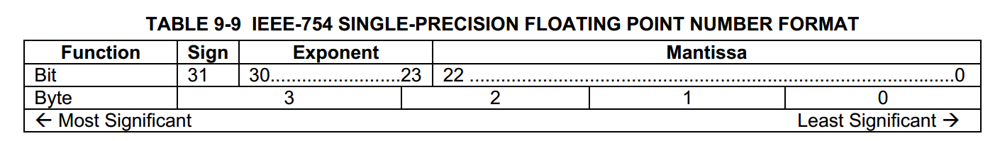 TABLE 9-9 IEEE-754 SINGLE-PRECISION FLOATING POINT NUMBER FORMAT
Function Sign Exponent Mantissa
Bit 31 30.........................23 22 .............................................................................................0
Byte 3 2 1 0
← Most Significant Least Significant →